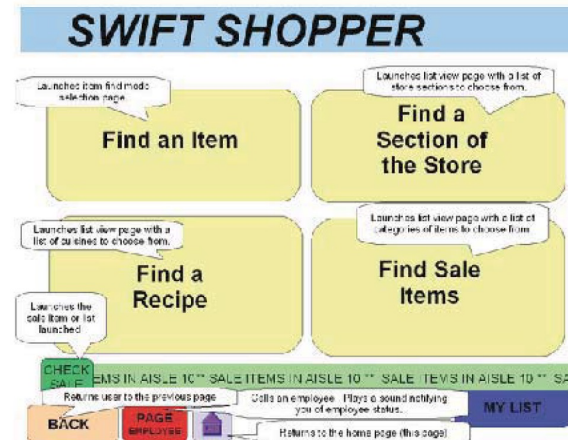 SWIFT SHOPPER
Launches item find mode
selection page.
Launches list view page with a list of
store sections to choose from.
Find an Item
Find a
Section of
the Store
Launches list view page with a
list of cuisines to choose from.
Launches list view page with a list of
categories of items to choose from
Find a
Recipe
Find Sale
Items
Launches the
sale item or list
launched
CHECK
SALE
EMS IN AISLE 10** SALE ITEMS IN AISLE 10 ** SALE ITEMS IN AISLE 10 ** SA
Returns user to the previous page
Calls an employee. Plays a sound notifying
you of employee status.
BACK
PAGE
EMPLOYEE
MY LIST
Returns to the home page (this page)